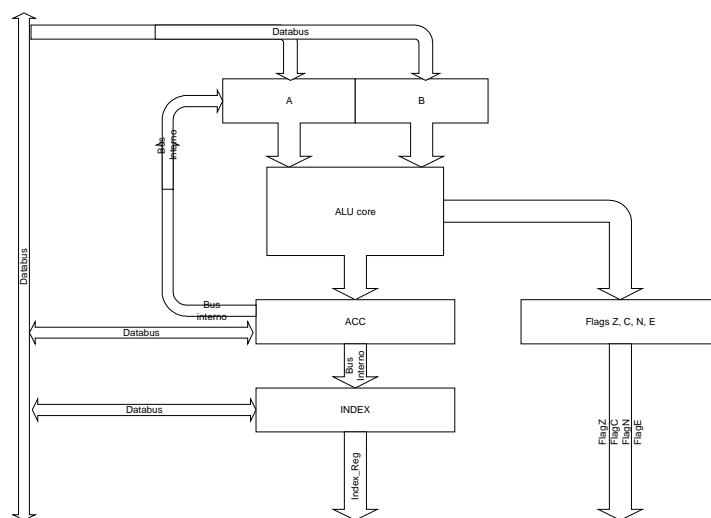 Databus
A
B
Bus
Interno
ALU core
Databus
Bus
interno
ACC
Flags Z, C, N, E
Databus
Bus
Interno
Databus
INDEX
Index_Reg
FlagZ
FlagC
FlagN
FlagE